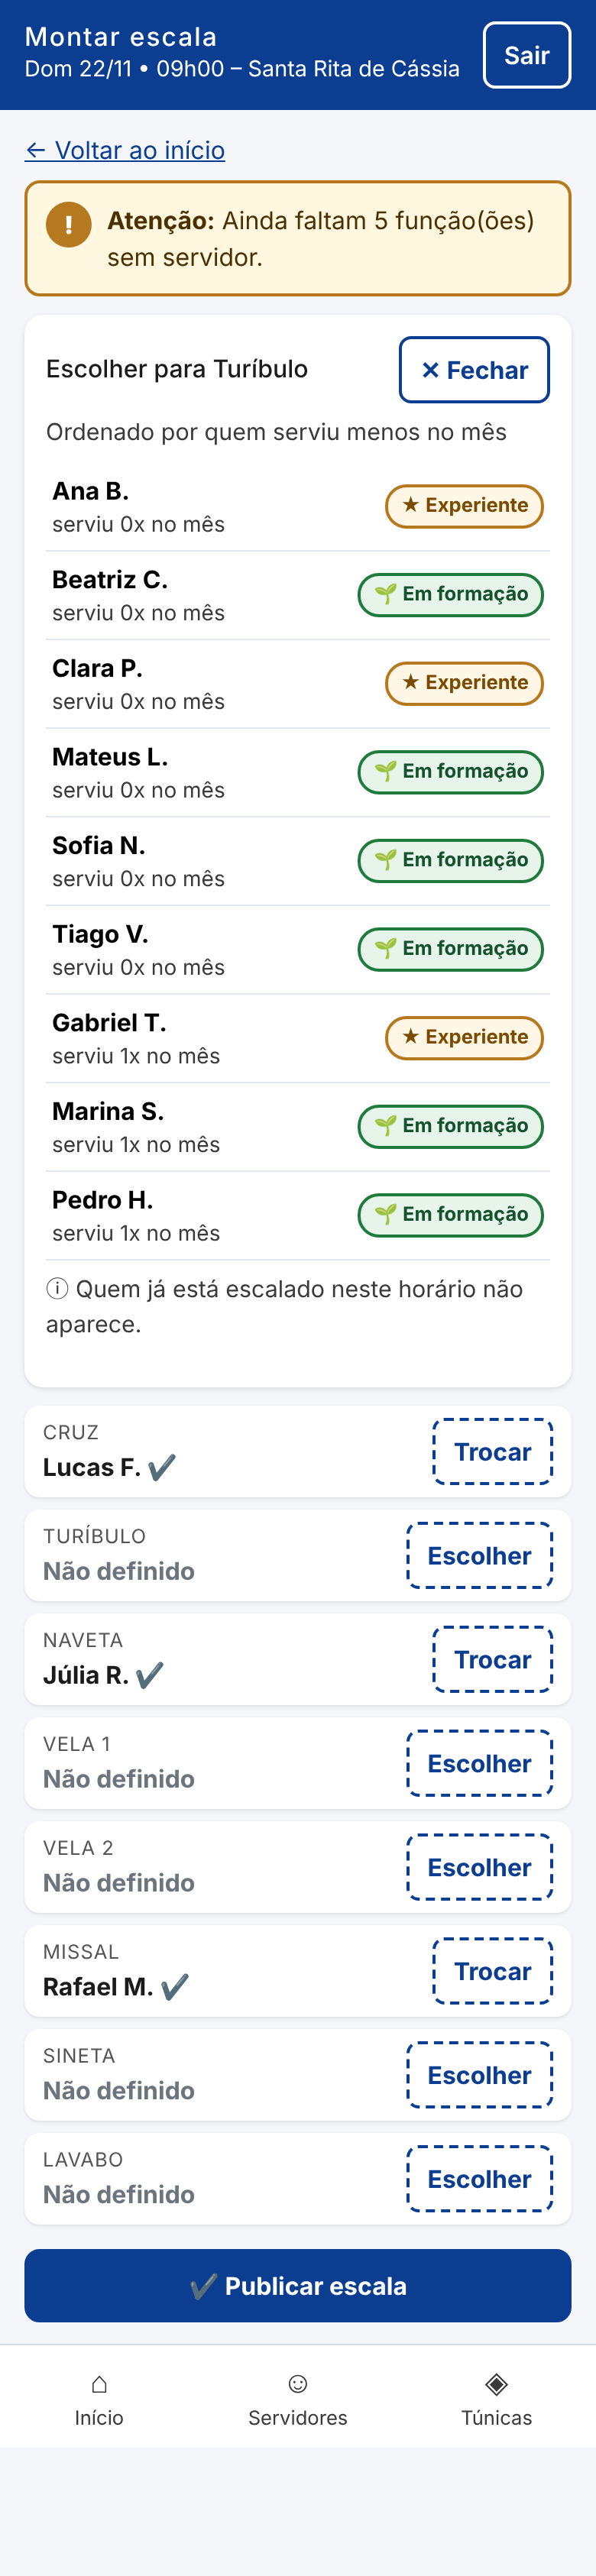 Montar escala
Dom 22/11 • 09h00 – Santa Rita de Cássia
Sair
← Voltar ao início
! Atenção: Ainda faltam 5 função(ões)
sem servidor.
Escolher para Turíbulo
✕ Fechar
Ordenado por quem serviu menos no mês
Ana B.
serviu 0x no mês
★ Experiente
Beatriz C.
serviu 0x no mês
🌱 Em formação
Clara P.
serviu 0x no mês
★ Experiente
Mateus L.
serviu 0x no mês
🌱 Em formação
Sofia N.
serviu 0x no mês
🌱 Em formação
Tiago V.
serviu 0x no mês
🌱 Em formação
Gabriel T.
serviu 1x no mês
★ Experiente
Marina S.
serviu 1x no mês
🌱 Em formação
Pedro H.
serviu 1x no mês
🌱 Em formação
ⓘ Quem já está escalado neste horário não
aparece.
CRUZ
Lucas F. ✔
Trocar
TURÍBULO
Não definido
Escolher
NAVETA
Júlia R. ✔
Trocar
VELA 1
Não definido
Escolher
VELA 2
Não definido
Escolher
MISSAL
Rafael M. ✔
Trocar
SINETA
Não definido
Escolher
LAVABO
Não definido
Escolher
✔ Publicar escala
Início
Servidores
Túnicas